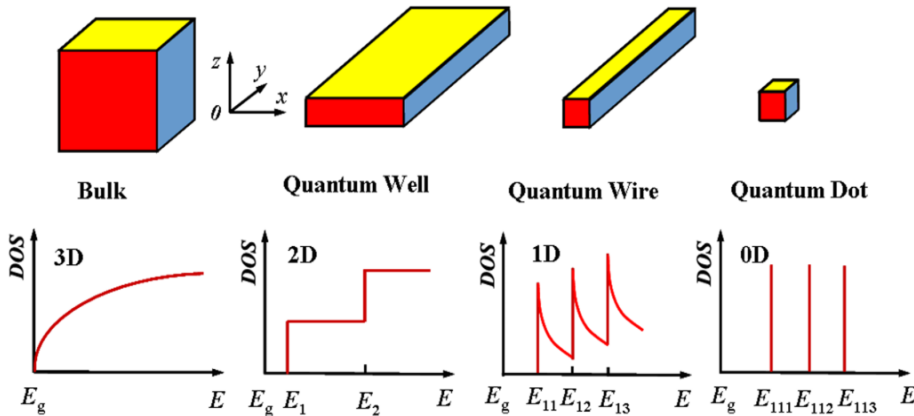 z
y
0
x
Bulk
Quantum Well
Quantum Wire
Quantum Dot
DOS
3D
DOS
2D
DOS
1D
DOS
0D
E_g E
E_g E_1 E_2 E
E_g E_11 E_12 E_13 E
E_g E_111 E_112 E_113 E